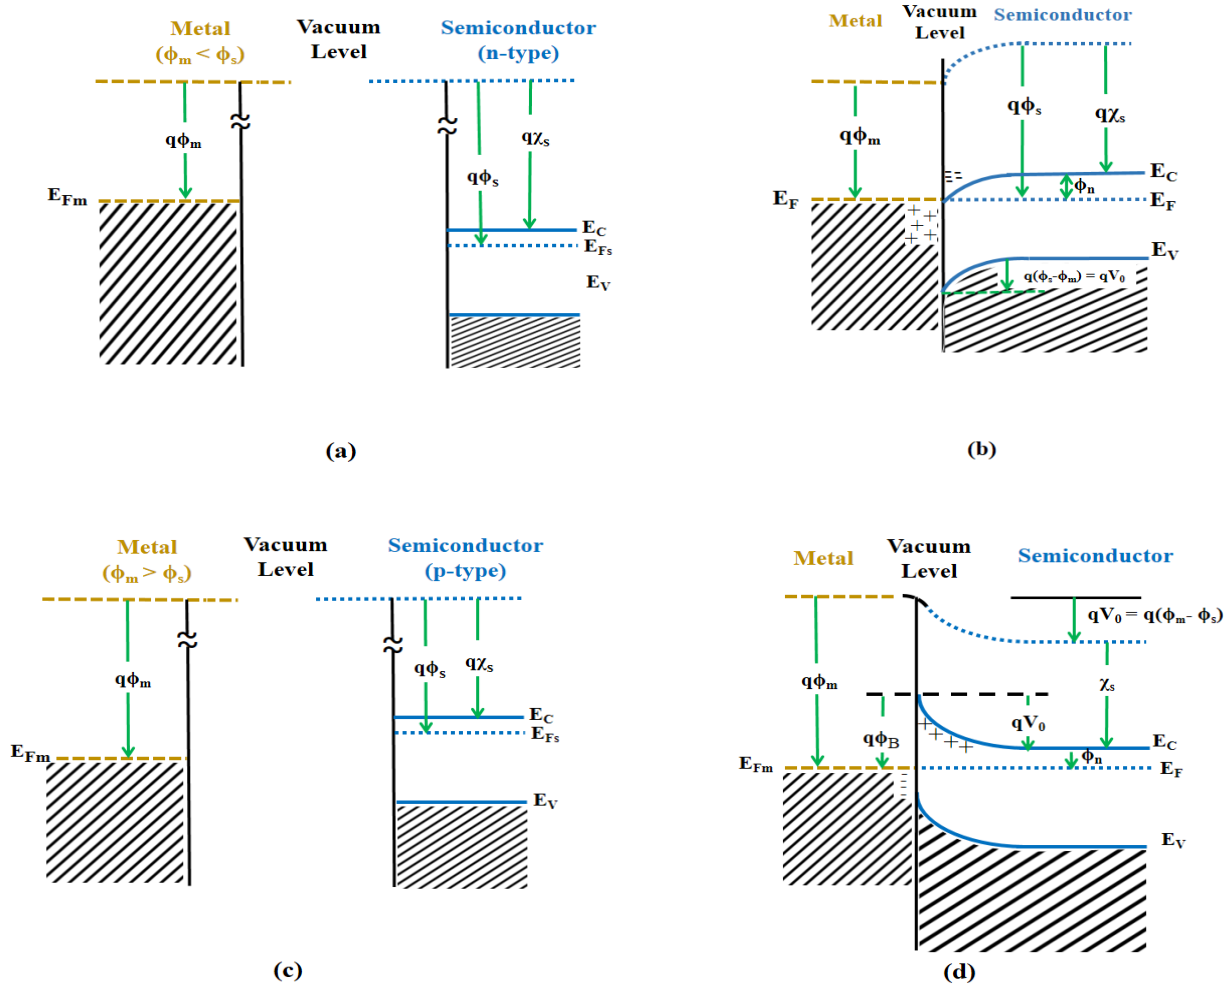 Metal
(ϕm < ϕs)
Vacuum
Level
Semiconductor
(n-type)
qϕm
qχs
qϕs
EFm
EC
EFs
EV
(a)
Metal
Vacuum
Level
Semiconductor
qϕm
qϕs
qχs
EC
ϕn
EF
EF
EV
q(ϕs-ϕm) = qV0
(b)
Metal
(ϕm > ϕs)
Vacuum
Level
Semiconductor
(p-type)
qϕm
qϕs
qχs
EC
EFs
EFm
EV
(c)
Metal
Vacuum
Level
Semiconductor
qV0 = q(ϕm- ϕs)
qϕm
χs
qϕB
qV0
EC
ϕn
EFm
EF
EV
(d)